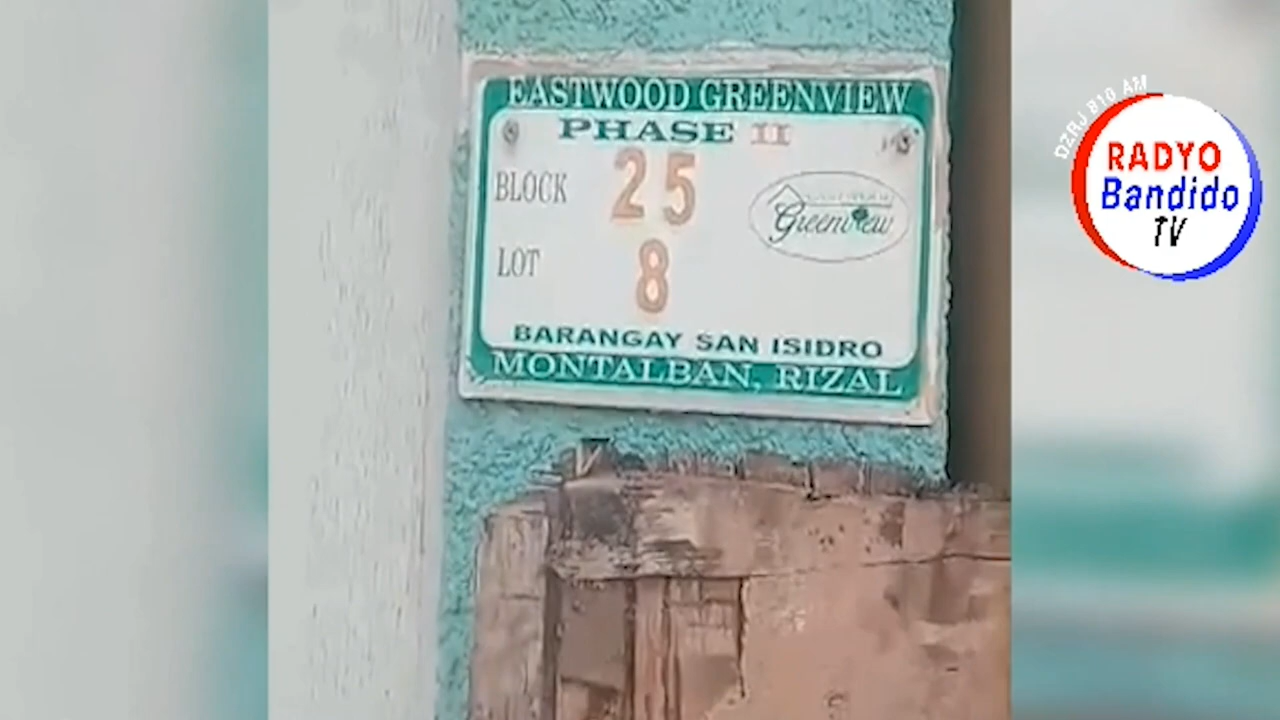 EASTWOOD GREENVIEW
PHASE II
BLOCK 25
Greenview
LOT 8
BARANGAY SAN ISIDRO
MONTALBAN, RIZAL
DZRJ 810 AM
RADYO
Bandido
TV